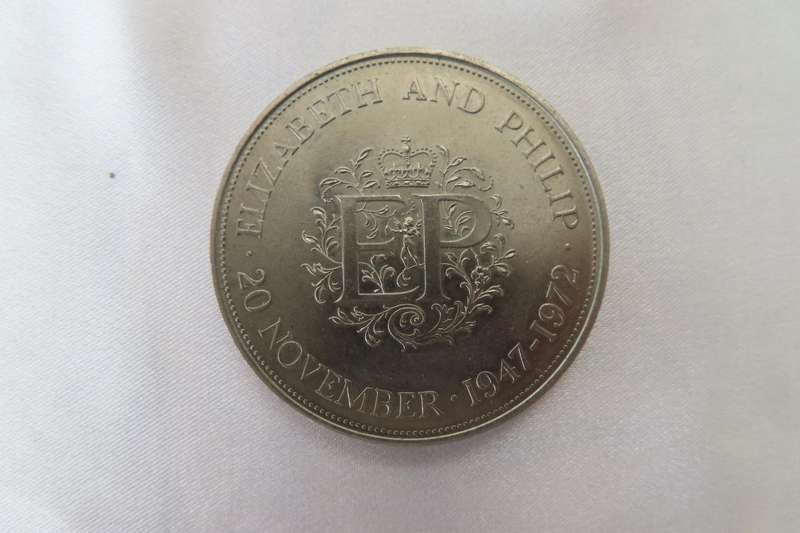 · ELIZABETH AND PHILIP ·
20 NOVEMBER · 1947-1972
EP